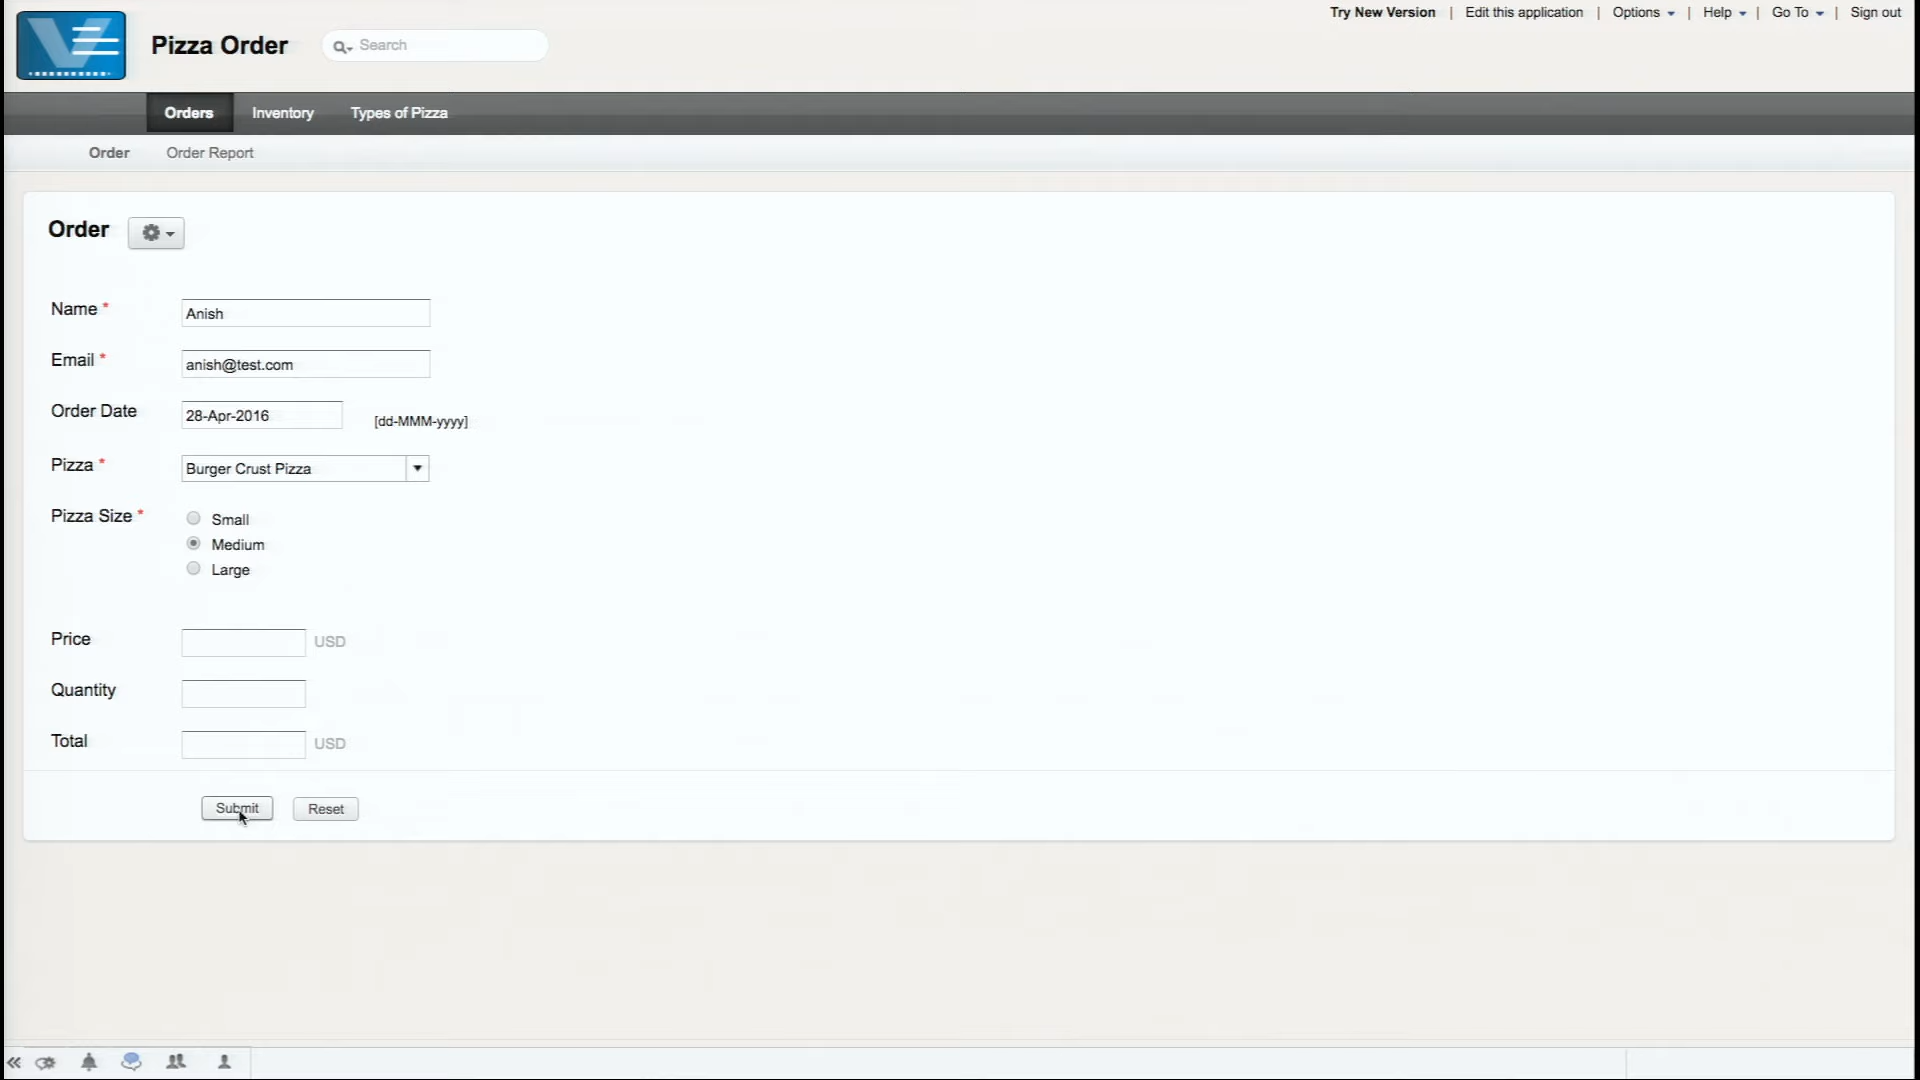 Try New Version | Edit this application | Options | Help | Go To | Sign out
Pizza Order
Search
Orders Inventory Types of Pizza
Order Order Report
Order
Name * Anish
Email * anish@test.com
Order Date 28-Apr-2016 [dd-MMM-yyyy]
Pizza * Burger Crust Pizza
Pizza Size * Small
Medium
Large
Price USD
Quantity
Total USD
Submit Reset